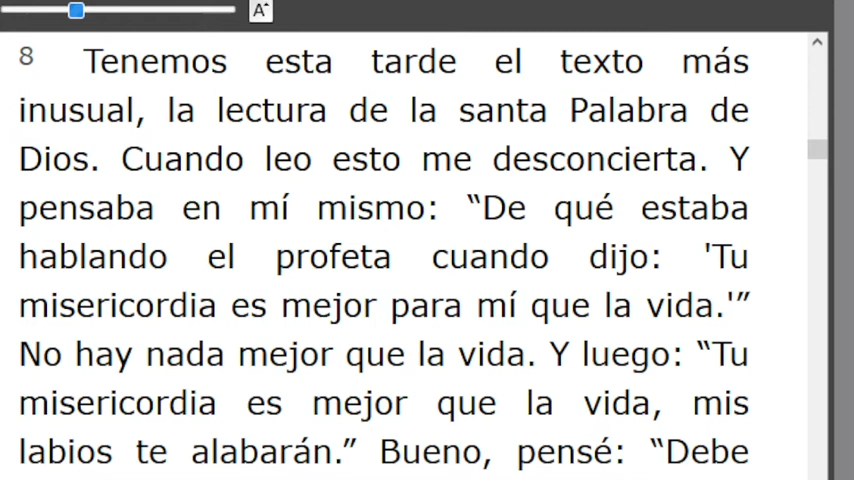 A^
8 Tenemos esta tarde el texto más
inusual, la lectura de la santa Palabra de
Dios. Cuando leo esto me desconcierta. Y
pensaba en mí mismo: “De qué estaba
hablando el profeta cuando dijo: 'Tu
misericordia es mejor para mí que la vida.'”
No hay nada mejor que la vida. Y luego: “Tu
misericordia es mejor que la vida, mis
labios te alabarán.” Bueno, pensé: “Debe